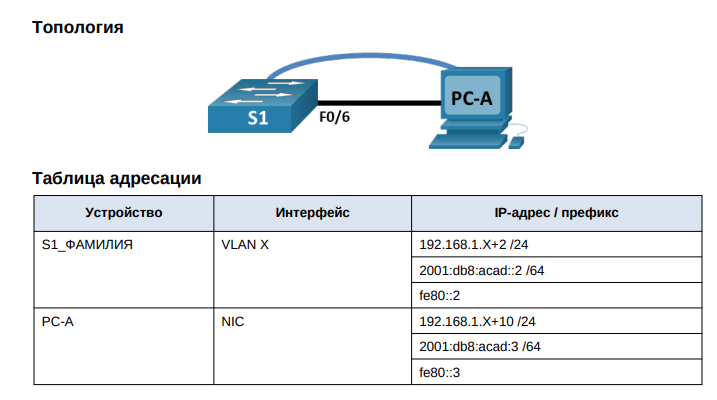 Топология
S1
F0/6
PC-A
Таблица адресации
Устройство Интерфейс IP-адрес / префикс
S1_ФАМИЛИЯ VLAN X 192.168.1.X+2 /24
2001:db8:acad::2 /64
fe80::2
PC-A NIC 192.168.1.X+10 /24
2001:db8:acad:3 /64
fe80::3